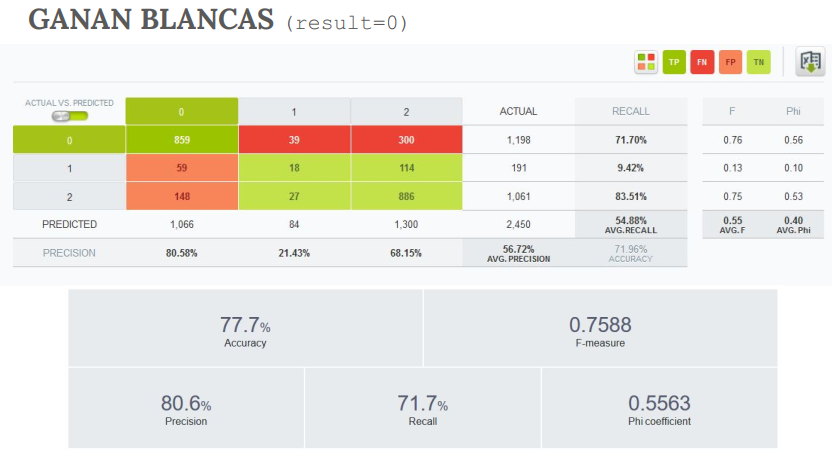 GANAN BLANCAS (result=0)
TP FN FP TN
ACTUAL VS. PREDICTED 0 1 2 ACTUAL RECALL F Phi
0 859 39 300 1,198 71.70% 0.76 0.56
1 59 18 114 191 9.42% 0.13 0.10
2 148 27 886 1,061 83.51% 0.75 0.53
PREDICTED 1,066 84 1,300 2,450 54.88% 0.55 0.40
AVG.RECALL AVG.F AVG.Phi
PRECISION 80.58% 21.43% 68.15% 56.72% 71.96%
AVG. PRECISION ACCURACY
77.7% 0.7588
Accuracy F-measure
80.6% 71.7% 0.5563
Precision Recall Phi coefficient